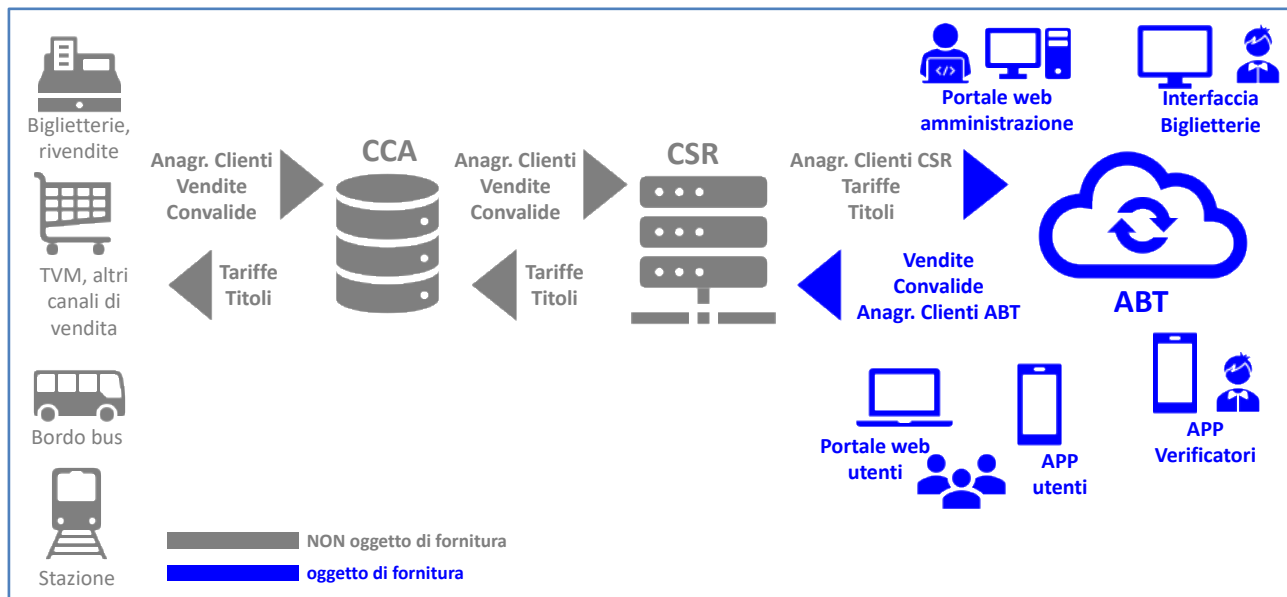 Biglietterie,
rivendite
TVM, altri
canali di
vendita
Bordo bus
Stazione
Anagr. Clienti
Vendite
Convalide
Tariffe
Titoli
CCA
Anagr. Clienti
Vendite
Convalide
Tariffe
Titoli
CSR
Anagr. Clienti CSR
Tariffe
Titoli
Vendite
Convalide
Anagr. Clienti ABT
</>
Portale web
amministrazione
Interfaccia
Biglietterie
ABT
Portale web
utenti
APP
utenti
APP
Verificatori
NON oggetto di fornitura
oggetto di fornitura